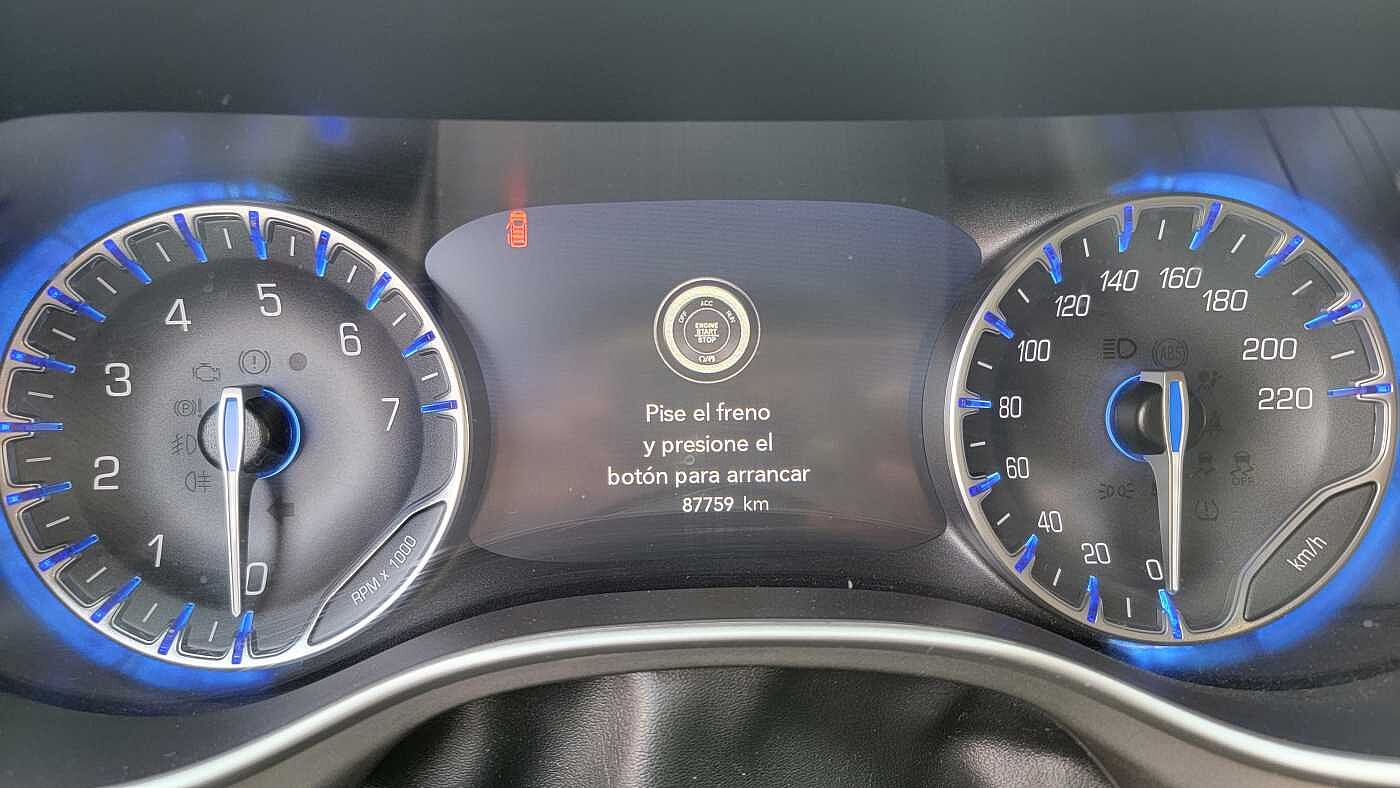 4
5
6
3
7
2
1
0
RPM x 1000
ACC
OFF
RUN
ENGINE
START
STOP
Pise el freno
y presione el
botón para arrancar
87759 km
140
160
120
180
100
200
80
220
60
40
20
0
km/h
ABS
OFF